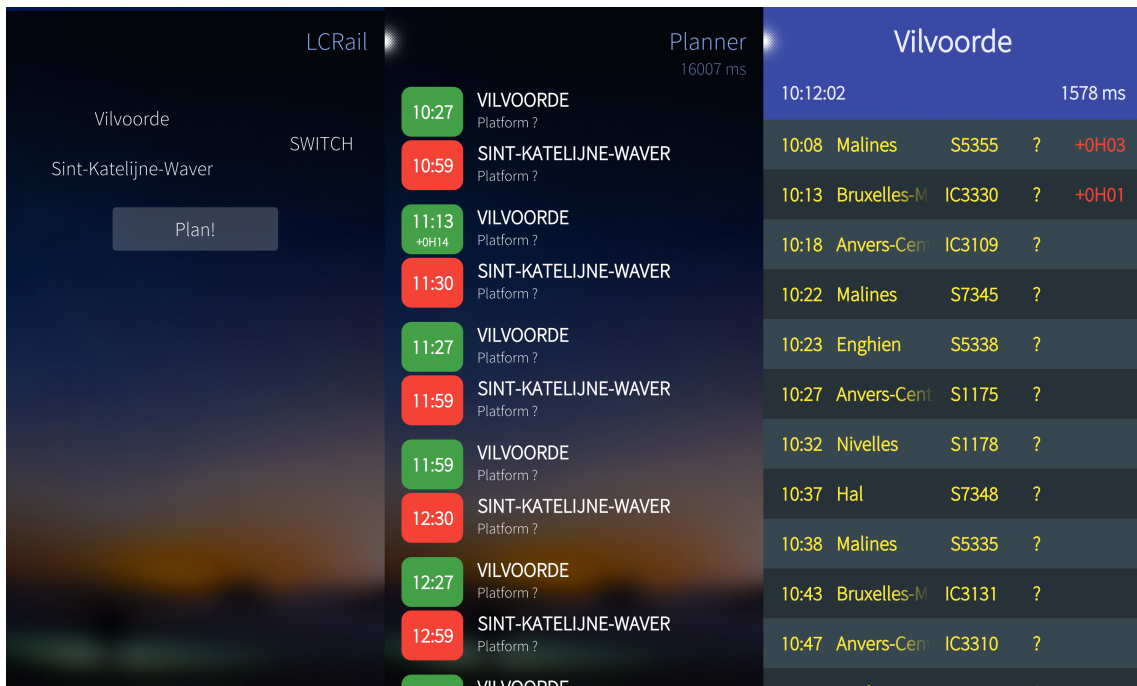 LCRail
Vilvoorde
SWITCH
Sint-Katelijne-Waver
Plan!
Planner
16007 ms
10:27 VILVOORDE
Platform ?
10:59 SINT-KATELIJNE-WAVER
Platform ?
11:13 VILVOORDE
+0H14 Platform ?
11:30 SINT-KATELIJNE-WAVER
Platform ?
11:27 VILVOORDE
Platform ?
11:59 SINT-KATELIJNE-WAVER
Platform ?
11:59 VILVOORDE
Platform ?
12:30 SINT-KATELIJNE-WAVER
Platform ?
12:27 VILVOORDE
Platform ?
12:59 SINT-KATELIJNE-WAVER
Platform ?
VILVOORDE
Vilvoorde
10:12:02 1578 ms
10:08 Malines S5355 ? +0H03
10:13 Bruxelles-M IC3330 ? +0H01
10:18 Anvers-Cen IC3109 ?
10:22 Malines S7345 ?
10:23 Enghien S5338 ?
10:27 Anvers-Cent S1175 ?
10:32 Nivelles S1178 ?
10:37 Hal S7348 ?
10:38 Malines S5335 ?
10:43 Bruxelles-M IC3131 ?
10:47 Anvers-Cen IC3310 ?